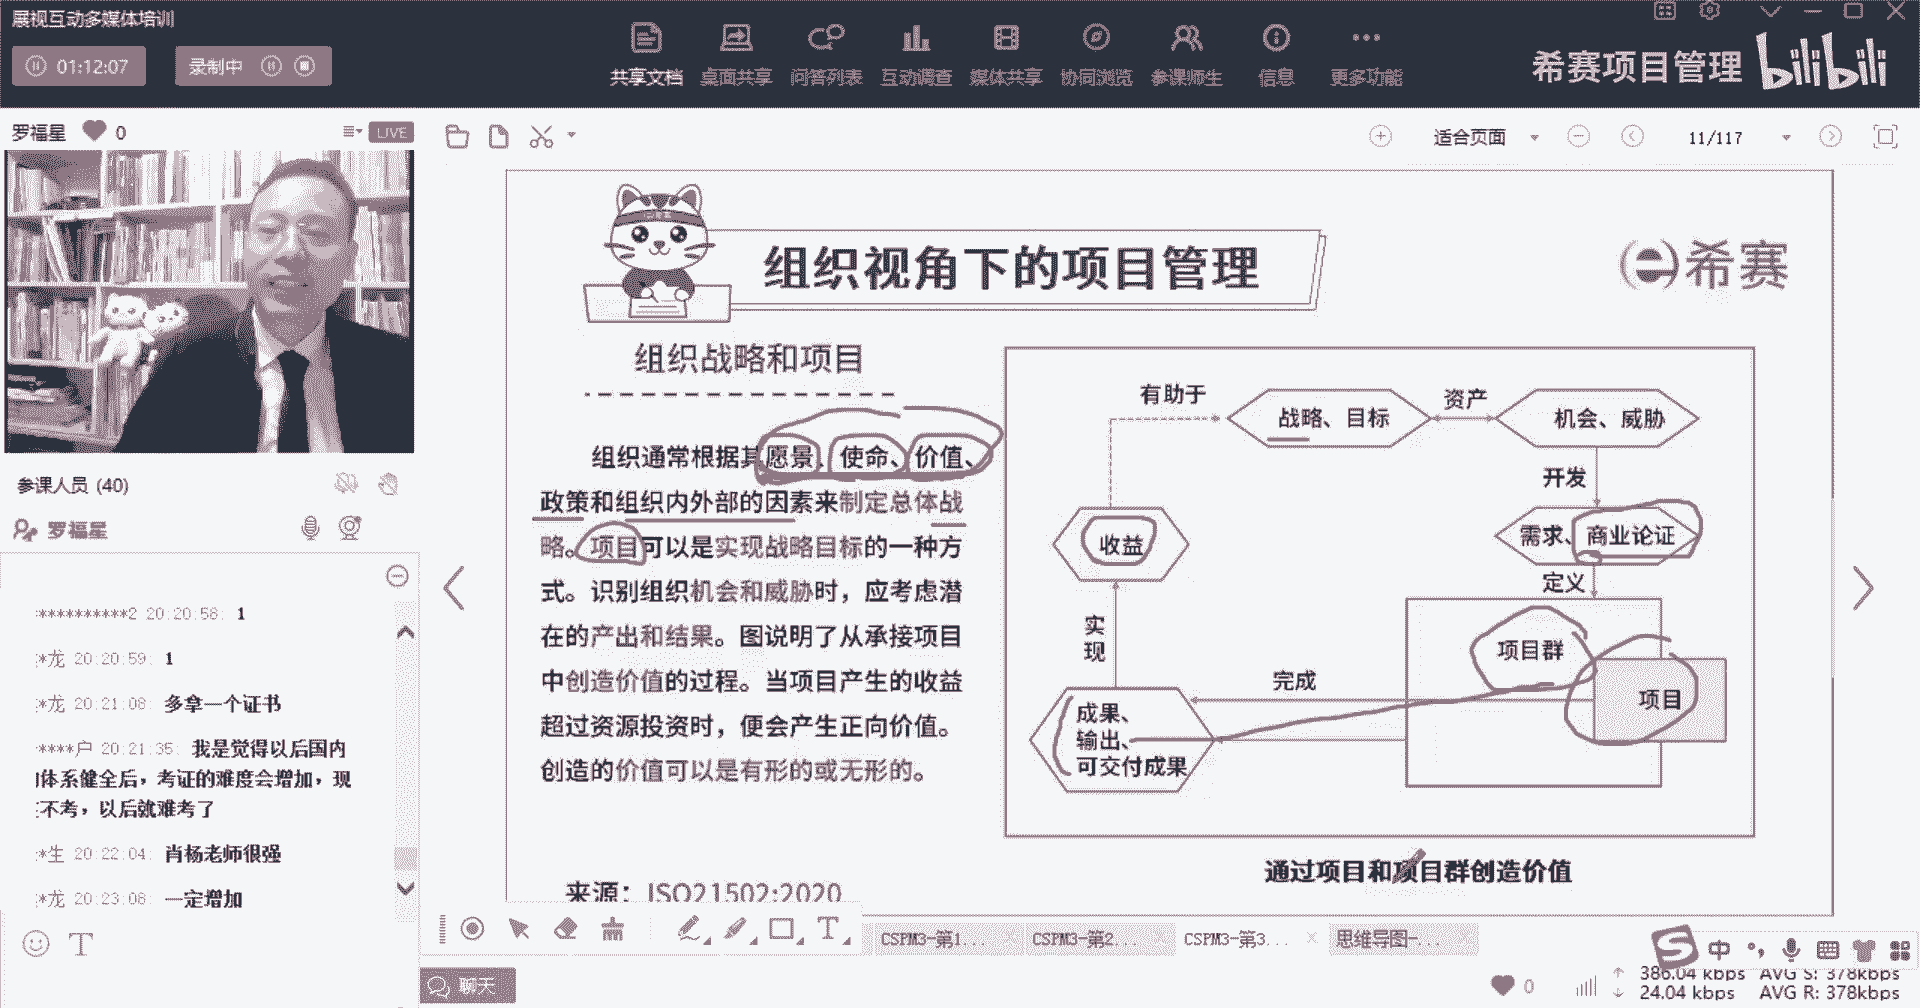 展视互动多媒体培训
01:12:07
录制中
共享文档 桌面共享 问答列表 互动调查 媒体共享 协同浏览 参课师生 信息 更多功能
希赛项目管理 bilibili
罗福星 0 LIVE
适合页面 11/117
参课人员 (40)
罗福星
:**********2 20:20:58: 1
:*龙 20:20:59: 1
:*龙 20:21:08: 多拿一个证书
:****户 20:21:35: 我是觉得以后国内
体系健全后，考证的难度会增加，现
不考，以后就难考了
:*生 20:22:04: 肖杨老师很强
:*龙 20:23:08: 一定增加
T
聊天
组织视角下的项目管理
希赛
组织战略和项目
组织通常根据其愿景、使命、价值、
政策和组织内外部的因素来制定总体战
略。项目可以是实现战略目标的一种方
式。识别组织机会和威胁时，应考虑潜
在的产出和结果。图说明了从承接项目
中创造价值的过程。当项目产生的收益
超过资源投资时，便会产生正向价值。
创造的价值可以是有形的或无形的。
来源：ISO21502:2020
有助于
战略、目标
资产
机会、威胁
开发
需求、商业论证
定义
项目群
项目
完成
成果、
输出、
可交付成果
实
现
收益
通过项目和项目群创造价值
T
CSPM3-第1... CSPM3-第2... CSPM3-第3... 思维导图-...
S 中
386.04 kbps AVG S: 378kbps
0 24.04 kbps AVG R: 378kbps